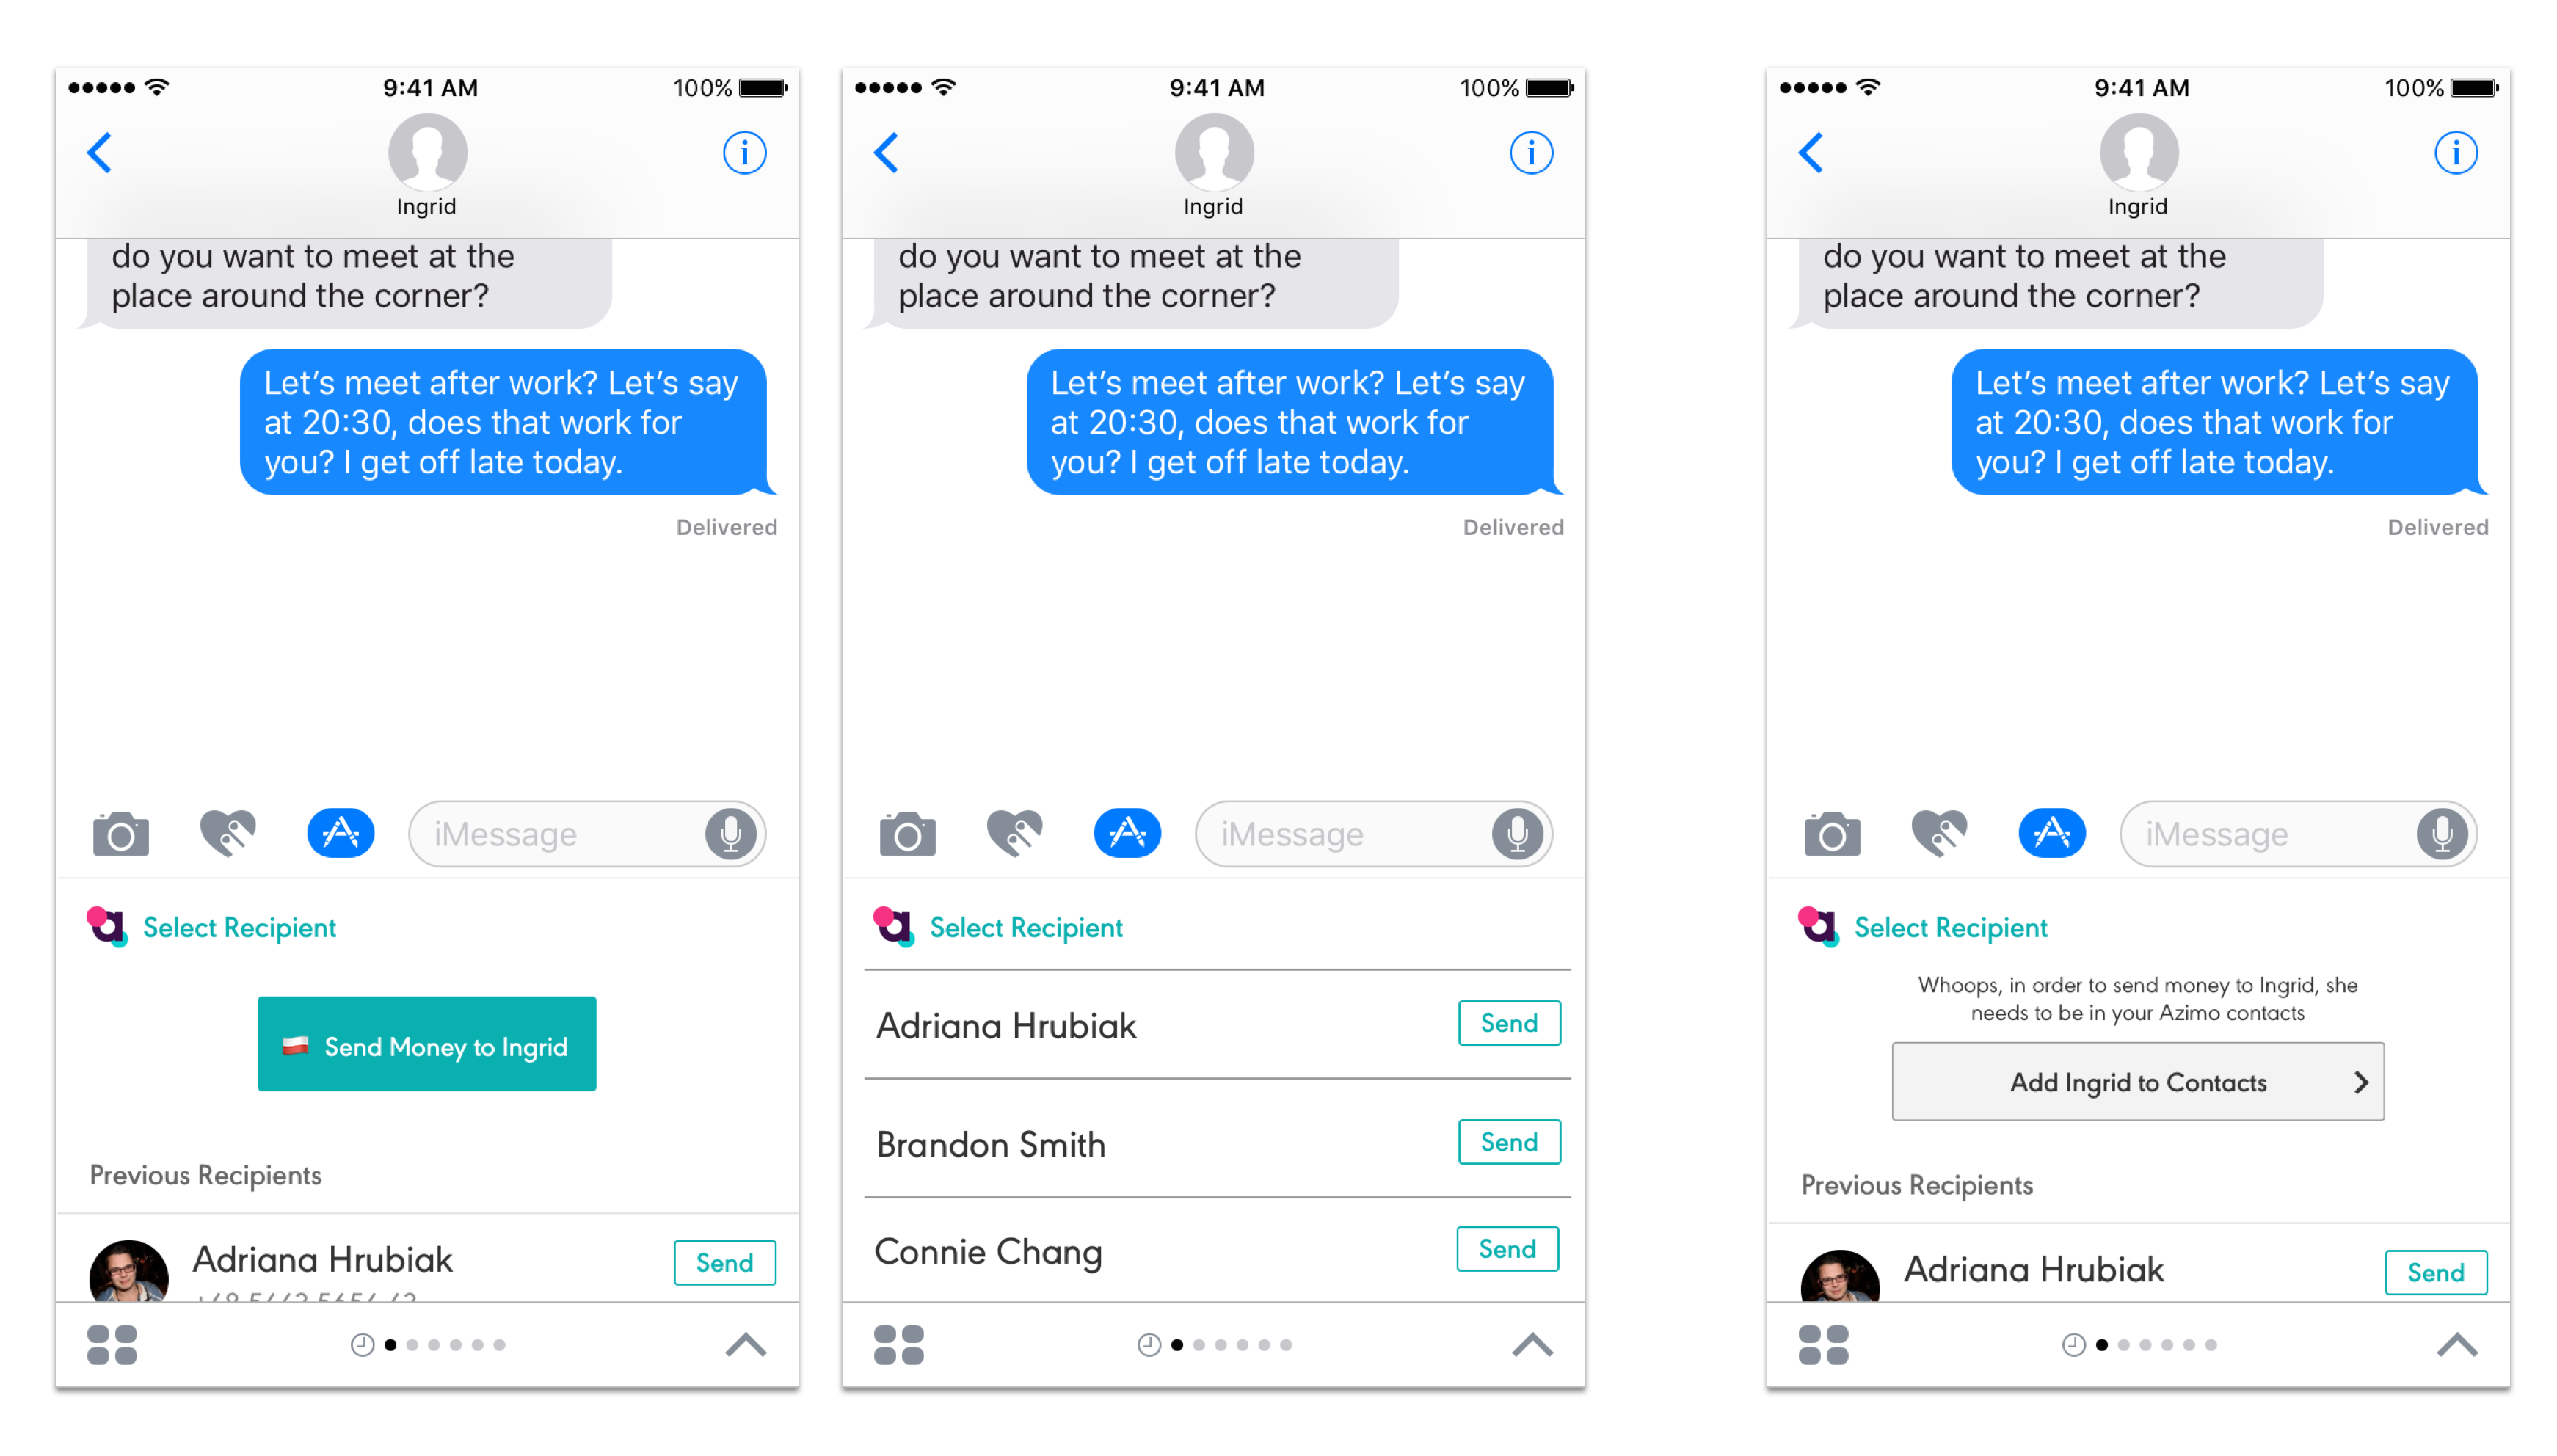 9:41 AM
100%
Ingrid
do you want to meet at the
place around the corner?
Let's meet after work? Let's say
at 20:30, does that work for
you? I get off late today.
Delivered
iMessage
Select Recipient
Send Money to Ingrid
Previous Recipients
Adriana Hrubiak
Send
9:41 AM
100%
Ingrid
do you want to meet at the
place around the corner?
Let's meet after work? Let's say
at 20:30, does that work for
you? I get off late today.
Delivered
iMessage
Select Recipient
Adriana Hrubiak
Send
Brandon Smith
Send
Connie Chang
Send
9:41 AM
100%
Ingrid
do you want to meet at the
place around the corner?
Let's meet after work? Let's say
at 20:30, does that work for
you? I get off late today.
Delivered
iMessage
Select Recipient
Whoops, in order to send money to Ingrid, she
needs to be in your Azimo contacts
Add Ingrid to Contacts
Previous Recipients
Adriana Hrubiak
Send